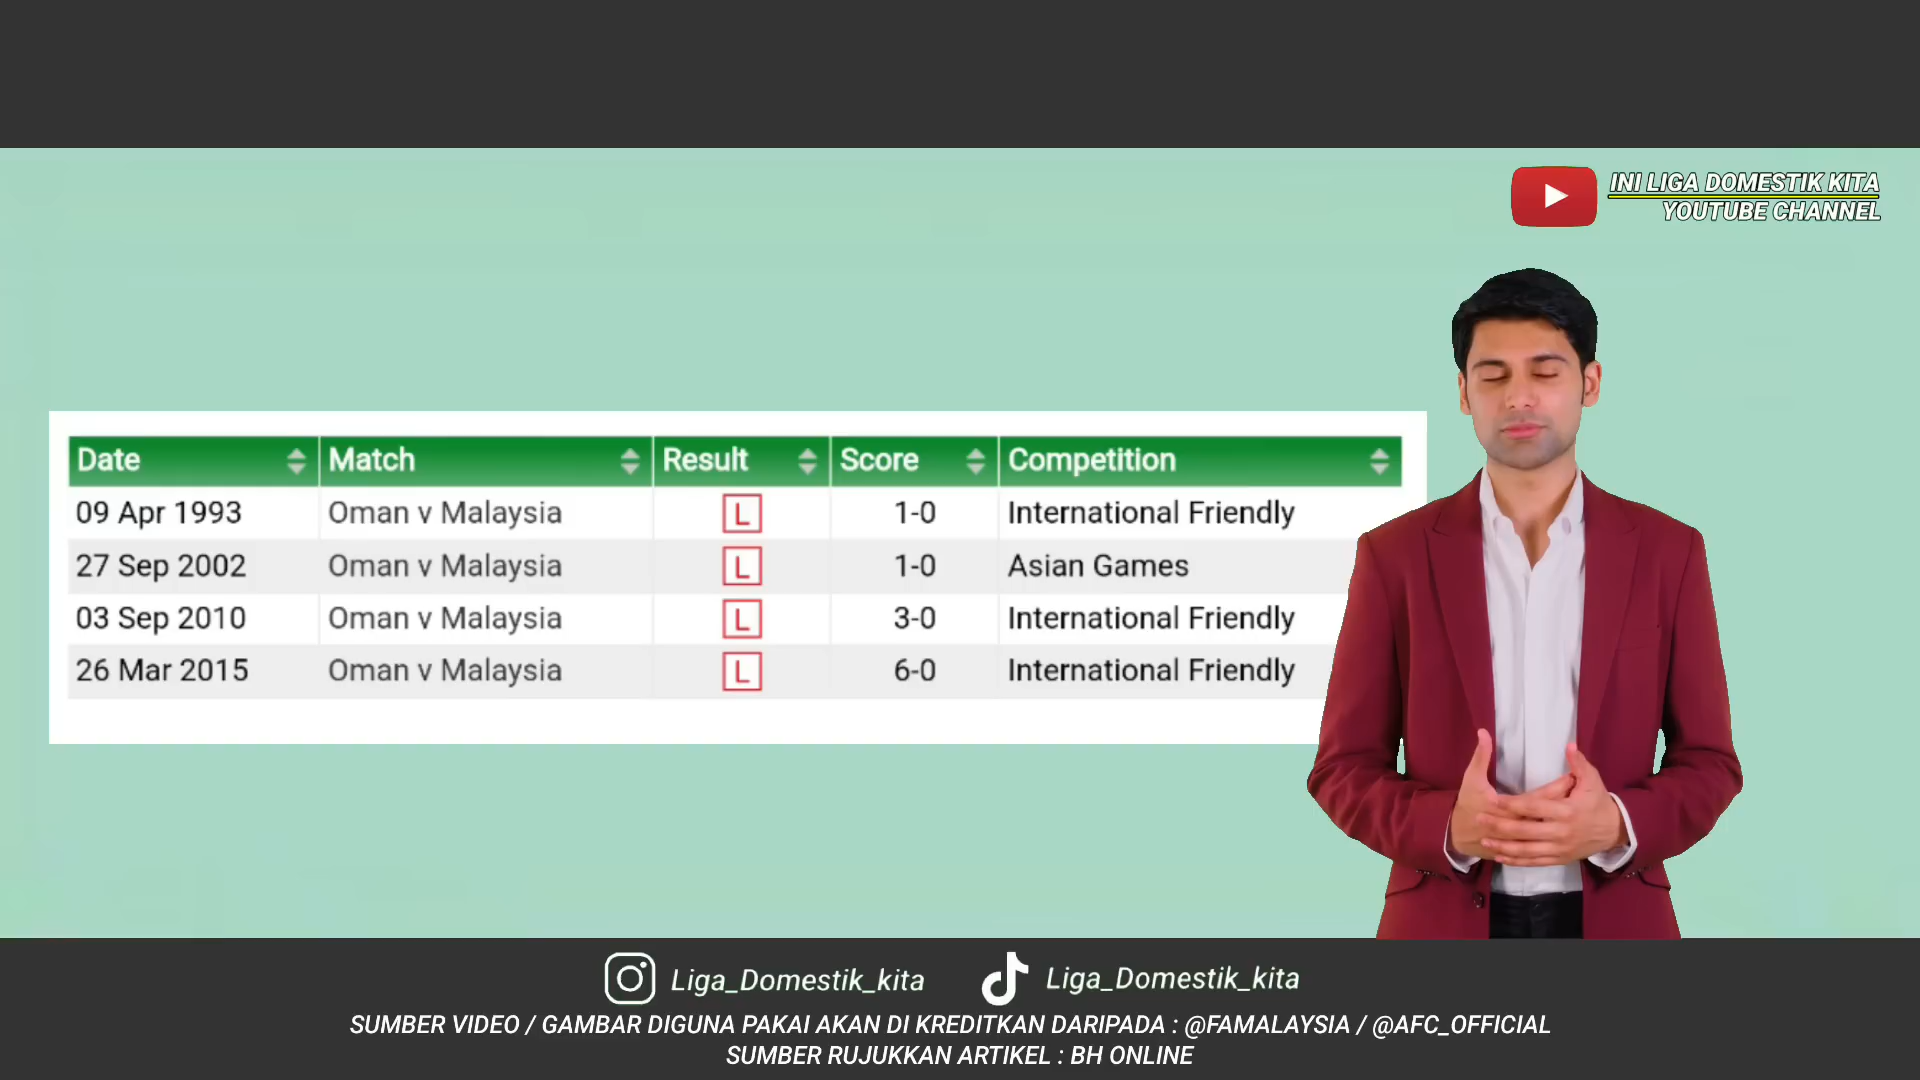 INI LIGA DOMESTIK KITA
YOUTUBE CHANNEL
Date Match Result Score Competition
09 Apr 1993 Oman v Malaysia L 1-0 International Friendly
27 Sep 2002 Oman v Malaysia L 1-0 Asian Games
03 Sep 2010 Oman v Malaysia L 3-0 International Friendly
26 Mar 2015 Oman v Malaysia L 6-0 International Friendly
Liga_Domestik_kita Liga_Domestik_kita
SUMBER VIDEO / GAMBAR DIGUNA PAKAI AKAN DI KREDITKAN DARIPADA : @FAMALAYSIA / @AFC_OFFICIAL
SUMBER RUJUKKAN ARTIKEL : BH ONLINE